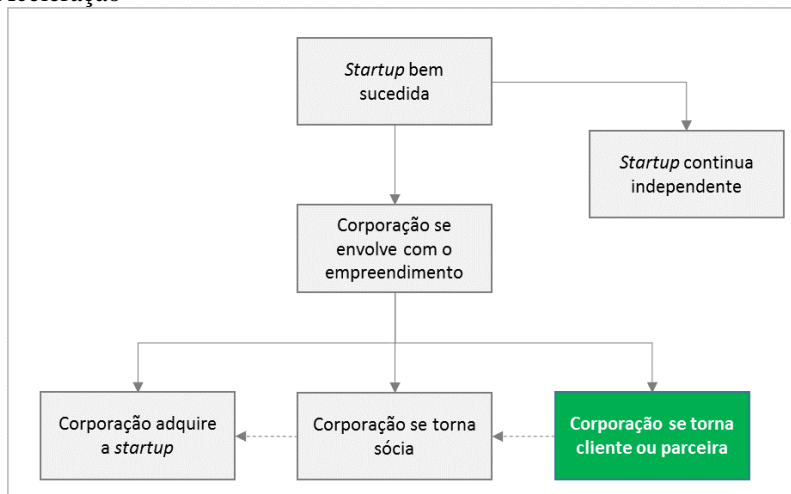 Startup bem
sucedida
Startup continua
independente
Corporação se
envolve com o
empreendimento
Corporação adquire
a startup
Corporação se torna
sócia
Corporação se torna
cliente ou parceira